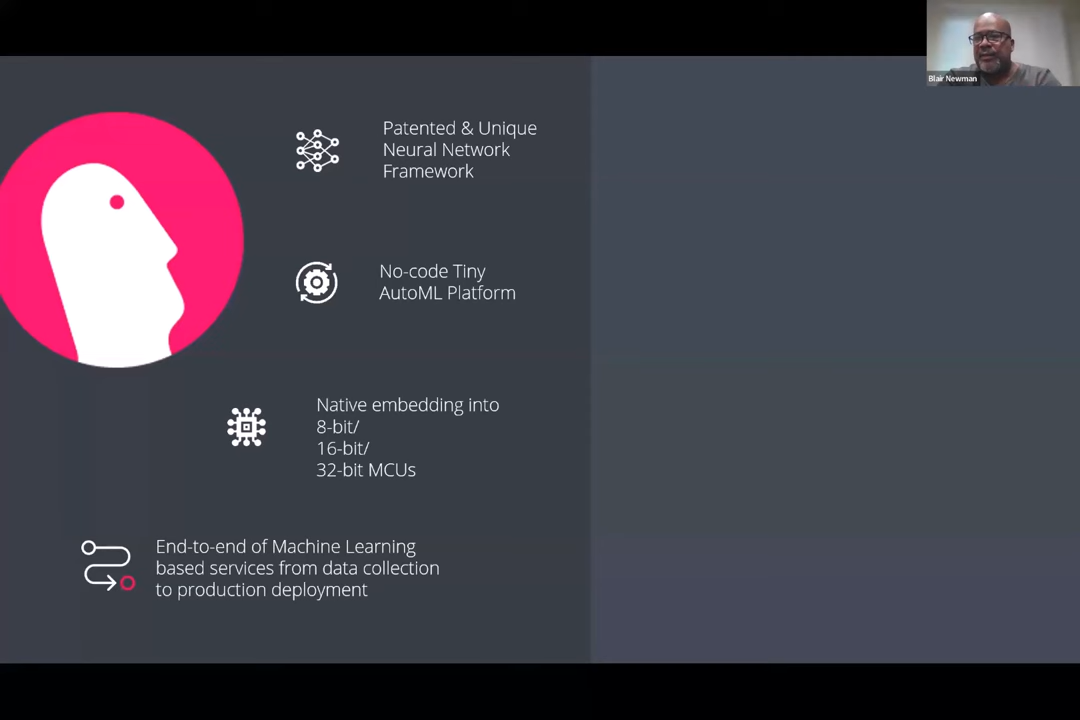 Blair Newman
Patented & Unique
Neural Network
Framework
No-code Tiny
AutoML Platform
Native embedding into
8-bit/
16-bit/
32-bit MCUs
End-to-end of Machine Learning
based services from data collection
to production deployment